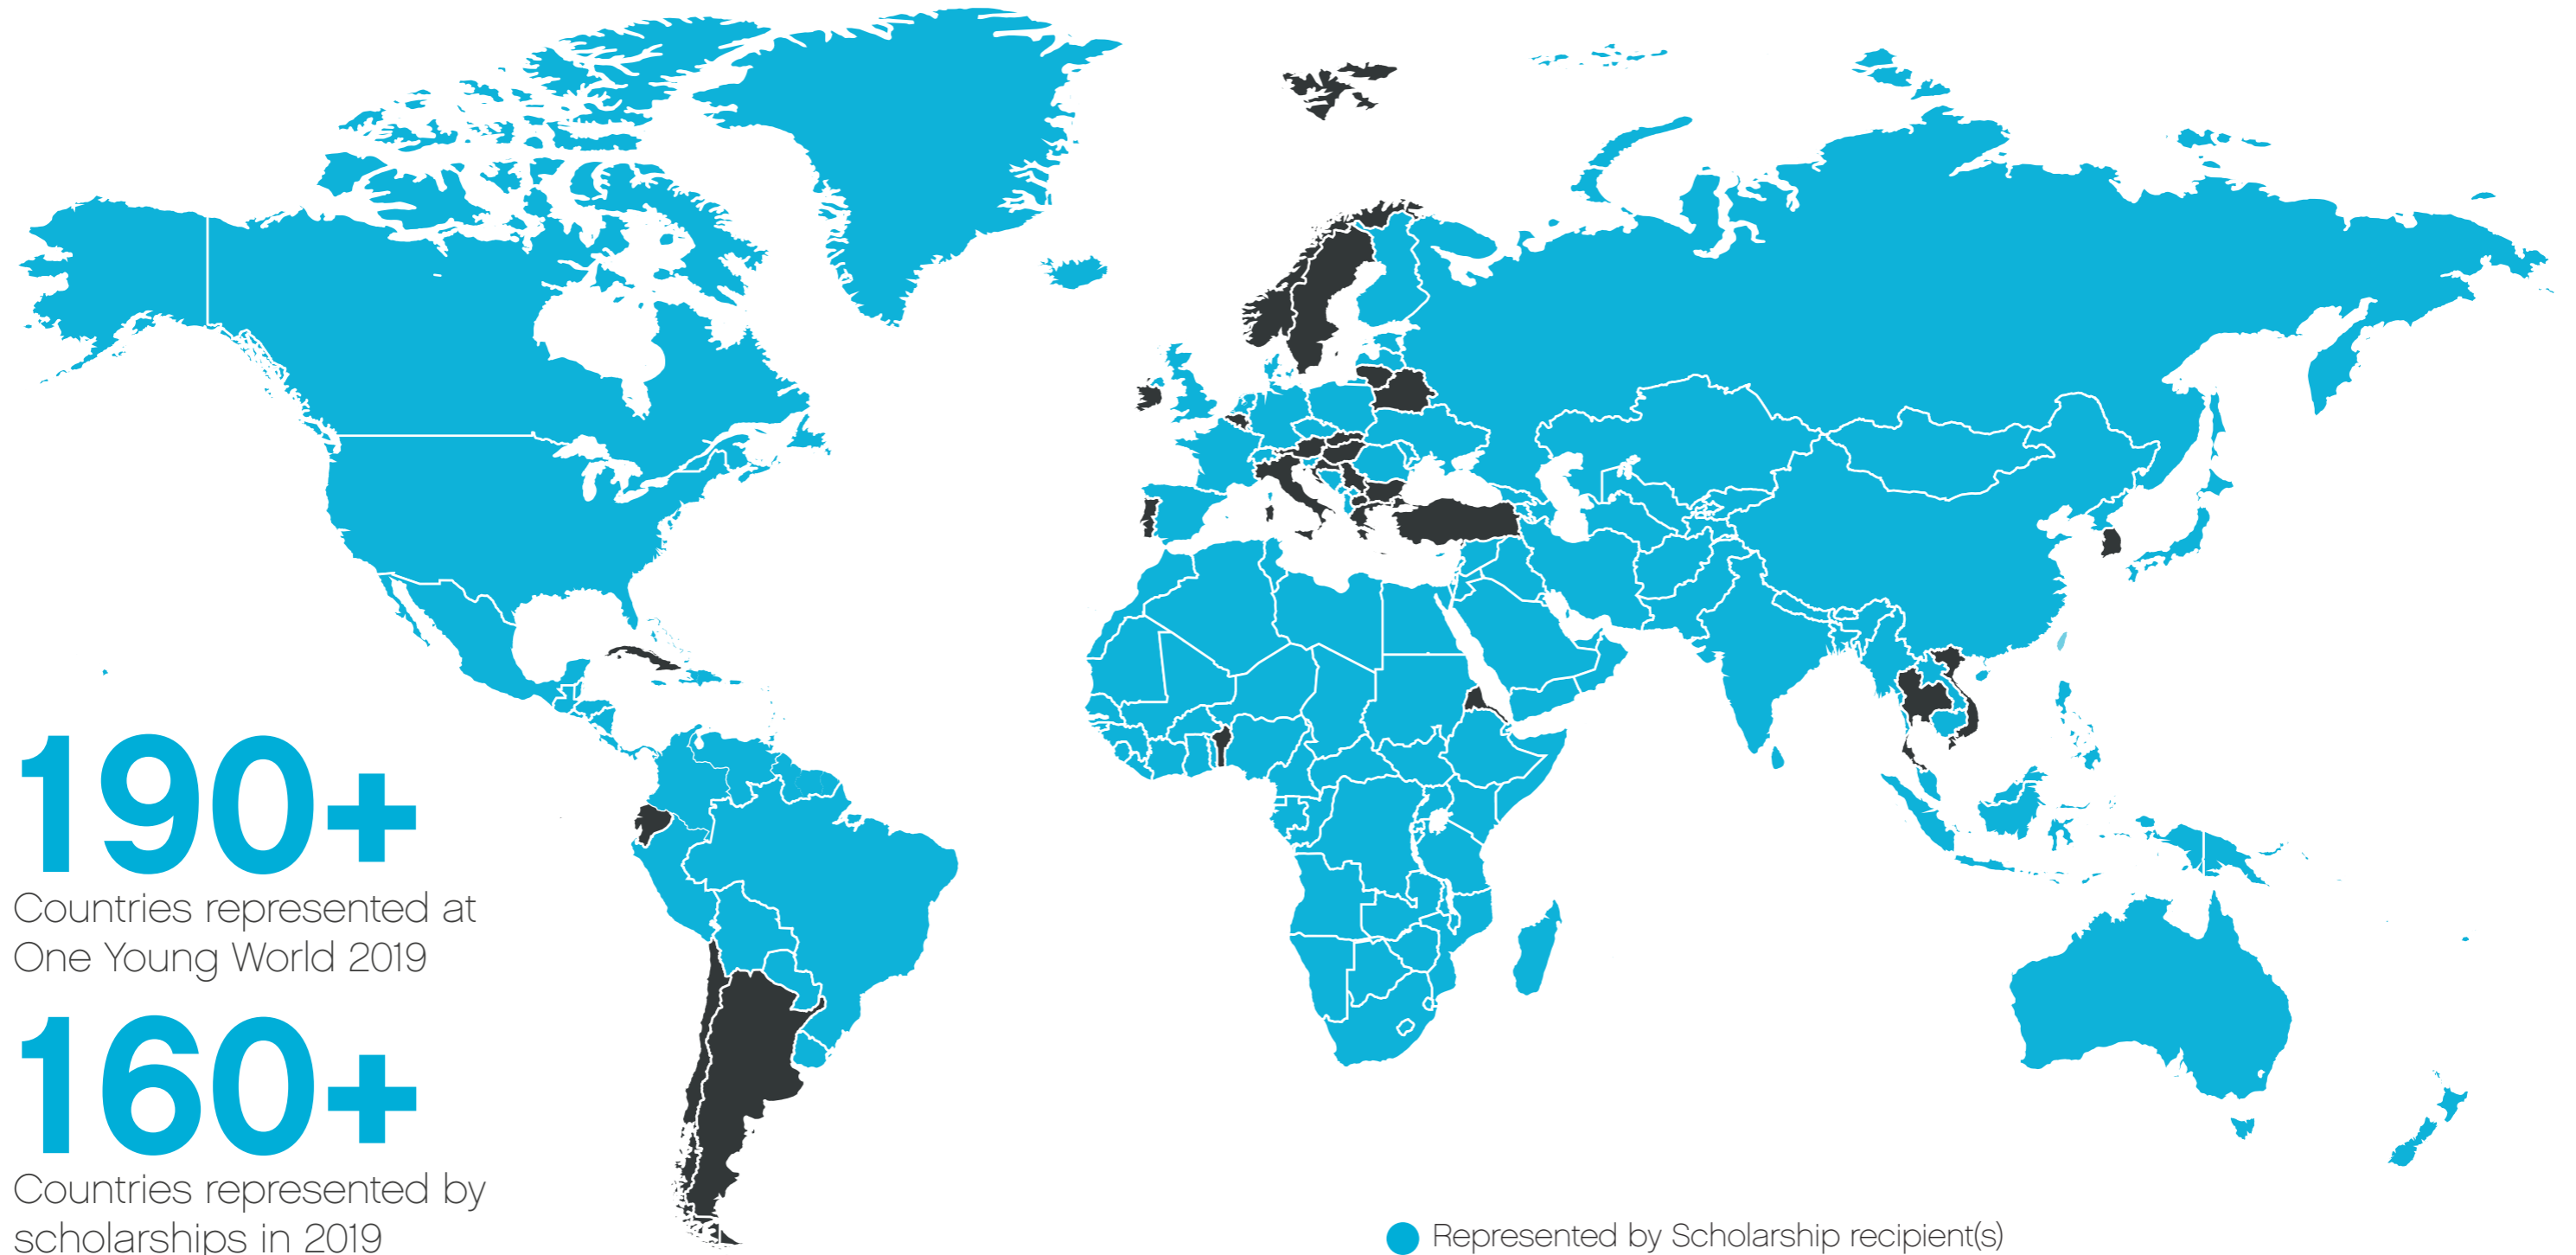 190+
Countries represented at
One Young World 2019
160+
Countries represented by
scholarships in 2019
Represented by Scholarship recipient(s)